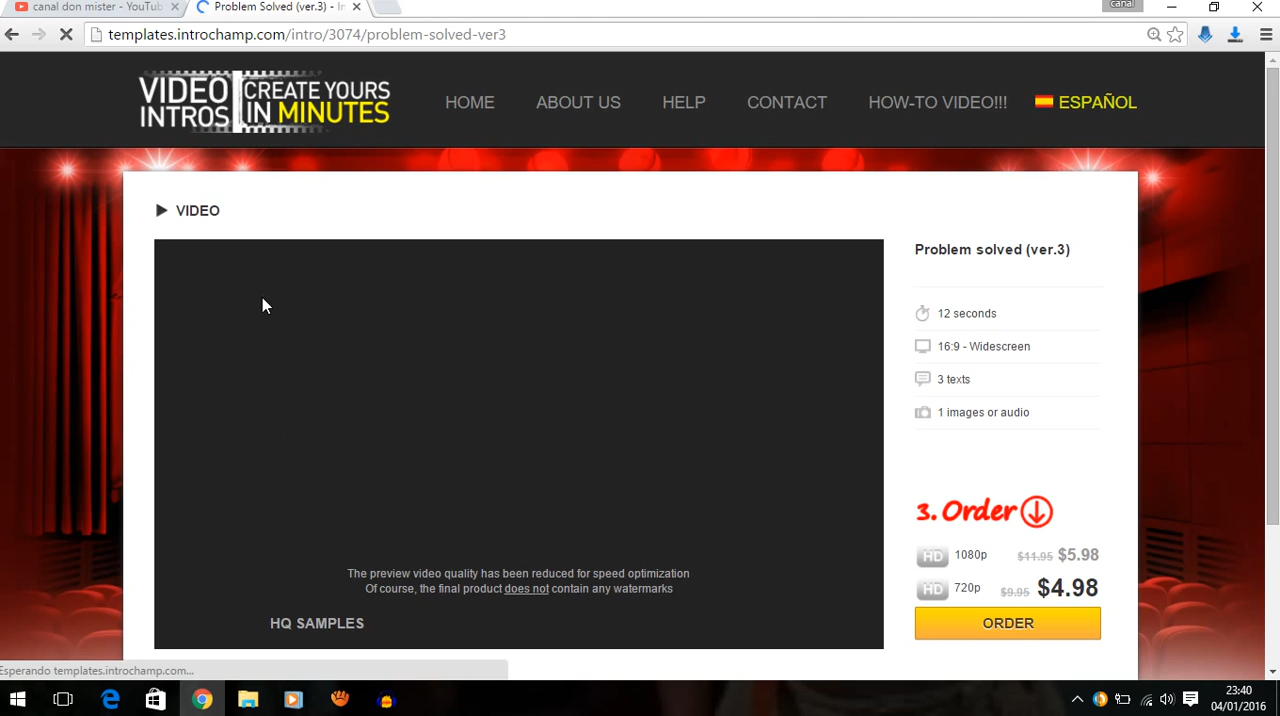 canal don mister - YouTub
Problem Solved (ver.3) - In
canal
templates.introchamp.com/intro/3074/problem-solved-ver3
VIDEO INTROS CREATE YOURS IN MINUTES
HOME ABOUT US HELP CONTACT HOW-TO VIDEO!!! ESPAÑOL
VIDEO
Problem solved (ver.3)
12 seconds
16:9 - Widescreen
3 texts
1 images or audio
3. Order
HD 1080p $11.95 $5.98
HD 720p $9.95 $4.98
ORDER
The preview video quality has been reduced for speed optimization
Of course, the final product does not contain any watermarks
HQ SAMPLES
Esperando templates.introchamp.com...
23:40
04/01/2016